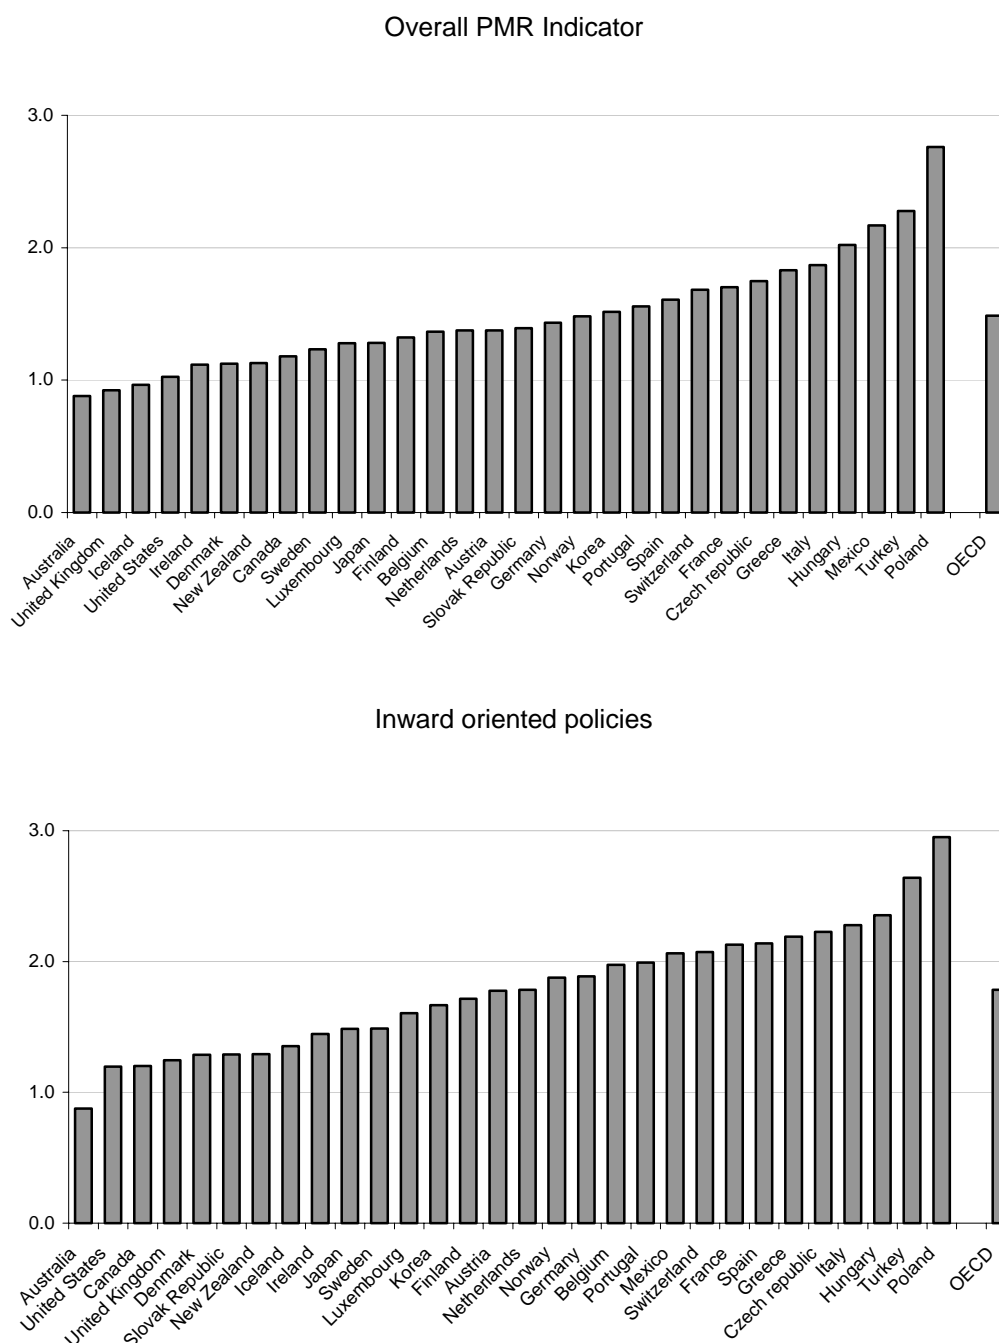 Overall PMR Indicator
3.0
2.0
1.0
0.0
Australia
United Kingdom
Iceland
United States
Ireland
Denmark
New Zealand
Canada
Sweden
Luxembourg
Japan
Finland
Belgium
Netherlands
Austria
Slovak Republic
Germany
Norway
Korea
Portugal
Spain
Switzerland
France
Czech republic
Greece
Italy
Hungary
Mexico
Turkey
Poland
OECD
Inward oriented policies
3.0
2.0
1.0
0.0
Australia
United States
Canada
United Kingdom
Denmark
Slovak Republic
New Zealand
Iceland
Ireland
Japan
Sweden
Luxembourg
Korea
Finland
Austria
Netherlands
Norway
Germany
Belgium
Portugal
Mexico
Switzerland
France
Spain
Greece
Czech republic
Italy
Hungary
Turkey
Poland
OECD